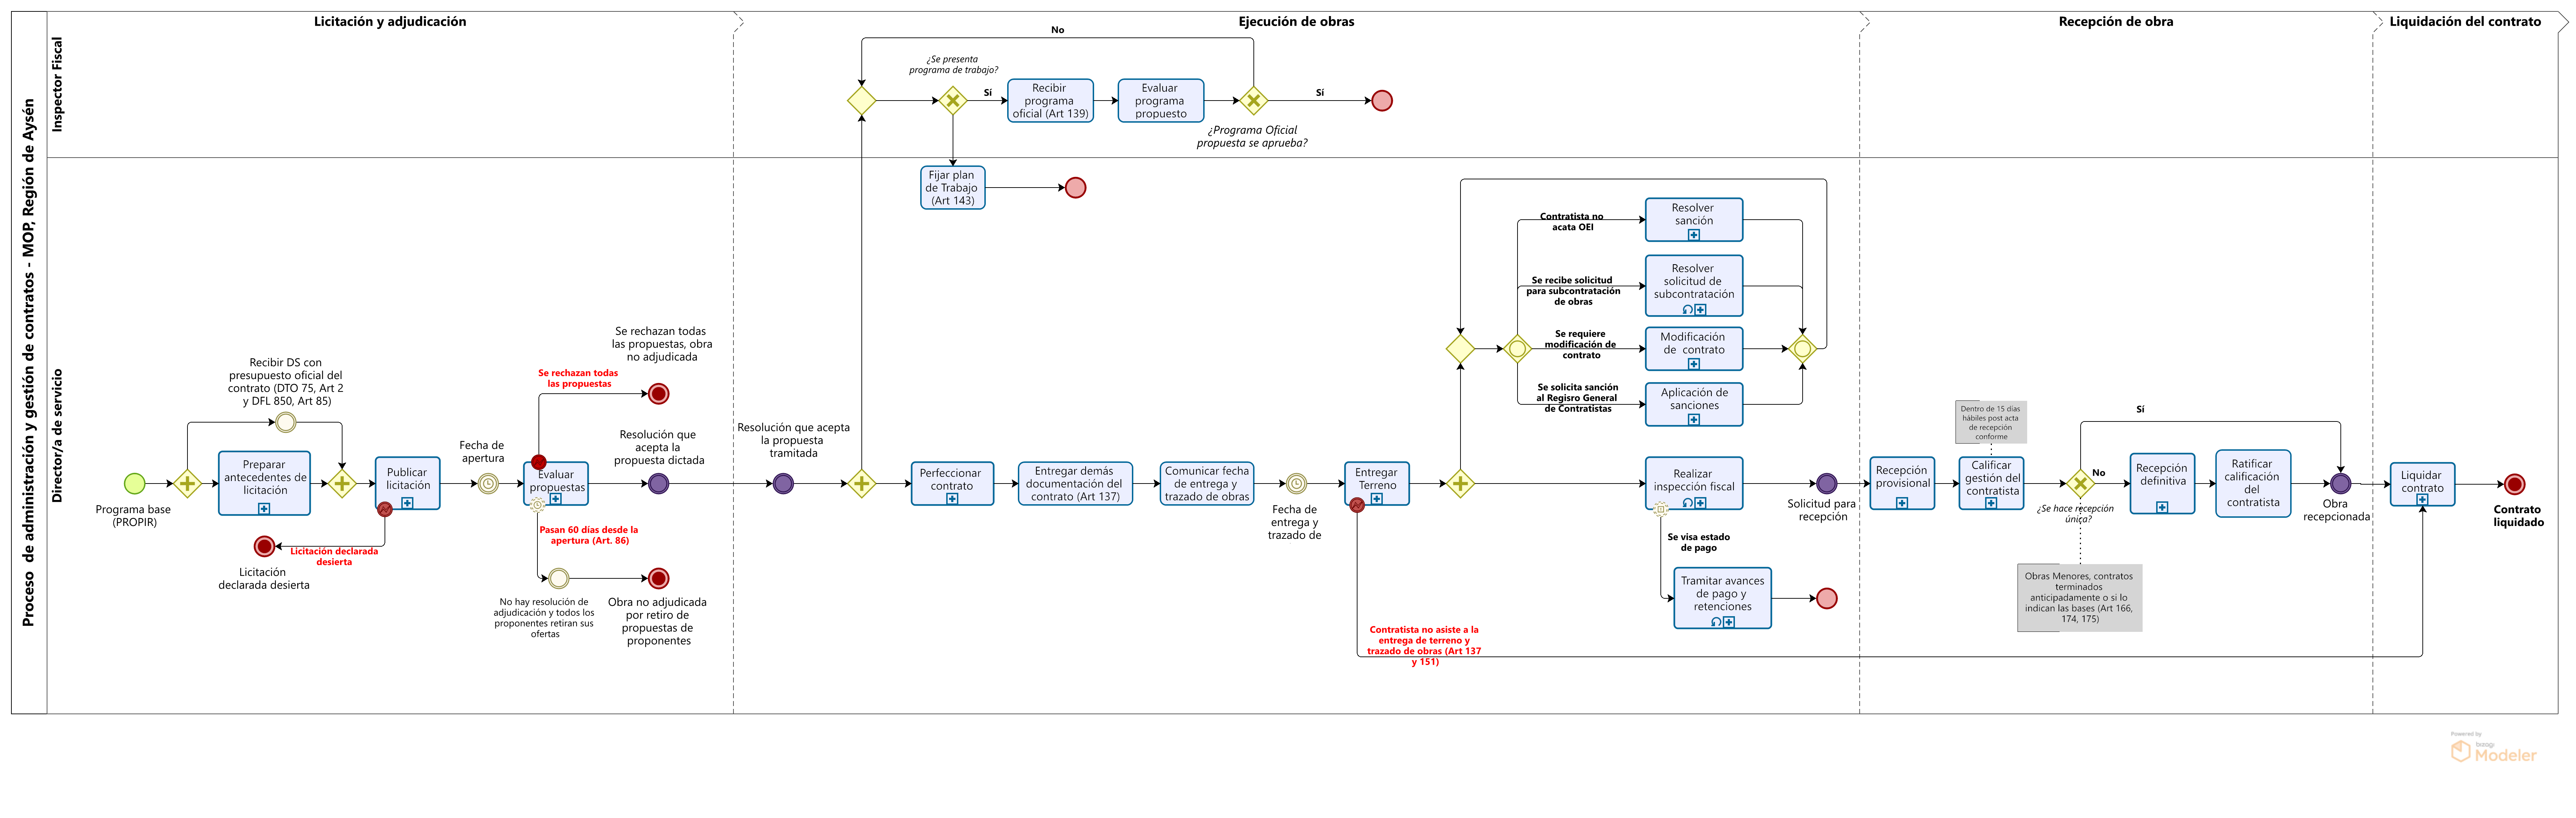 Proceso de administración y gestión de contratos - MOP, Región de Aysén
Licitación y adjudicación
Ejecución de obras
Recepción de obra
Liquidación del contrato
Inspector Fiscal
No
¿Se presenta
programa de trabajo?
Sí
Recibir
programa
oficial (Art 139)
Evaluar
programa
propuesto
Sí
¿Programa Oficial
propuesta se aprueba?
Director/a de servicio
Fijar plan
de Trabajo
(Art 143)
Contratista no
acata OEI
Resolver
sanción
Se recibe solicitud
para subcontratación
de obras
Resolver
solicitud de
subcontratación
Se requiere
modificación de
contrato
Modificación
de contrato
Se solicita sanción
al Regisro General
de Contratistas
Aplicación de
sanciones
Programa base
(PROPIR)
Recibir DS con
presupuesto oficial del
contrato (DTO 75, Art 2
y DFL 850, Art 85)
Preparar
antecedentes de
licitación
Publicar
licitación
Licitación declarada
desierta
Licitación
declarada desierta
Fecha de
apertura
Evaluar
propuestas
Se rechazan todas
las propuestas
Se rechazan todas
las propuestas, obra
no adjudicada
Resolución que
acepta la
propuesta dictada
Pasan 60 días desde la
apertura (Art. 86)
No hay resolución de
adjudicación y todos los
proponentes retiran sus
ofertas
Obra no adjudicada
por retiro de
propuestas de
proponentes
Resolución que acepta
la propuesta
tramitada
Perfeccionar
contrato
Entregar demás
documentación del
contrato (Art 137)
Comunicar fecha
de entrega y
trazado de obras
Fecha de
entrega y
trazado de
Entregar
Terreno
Contratista no asiste a la
entrega de terreno y
trazado de obras (Art 137
y 151)
Realizar
inspección fiscal
Se visa estado
de pago
Tramitar avances
de pago y
retenciones
Solicitud para
recepción
Recepción
provisional
Dentro de 15 días
hábiles post acta
de recepción
conforme
Calificar
gestión del
contratista
¿Se hace recepción
única?
Sí
No
Obras Menores, contratos
terminados
anticipadamente o si lo
indican las bases (Art 166,
174, 175)
Recepción
definitiva
Ratificar
calificación
del
contratista
Obra
recepcionada
Liquidar
contrato
Contrato
liquidado
Powered by
bizagi
Modeler